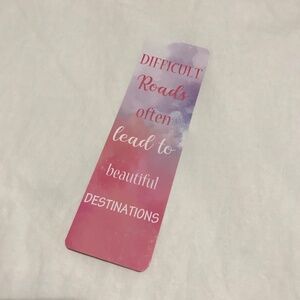 DIFFICULT
Roads
often
lead to
beautiful
DESTINATIONS